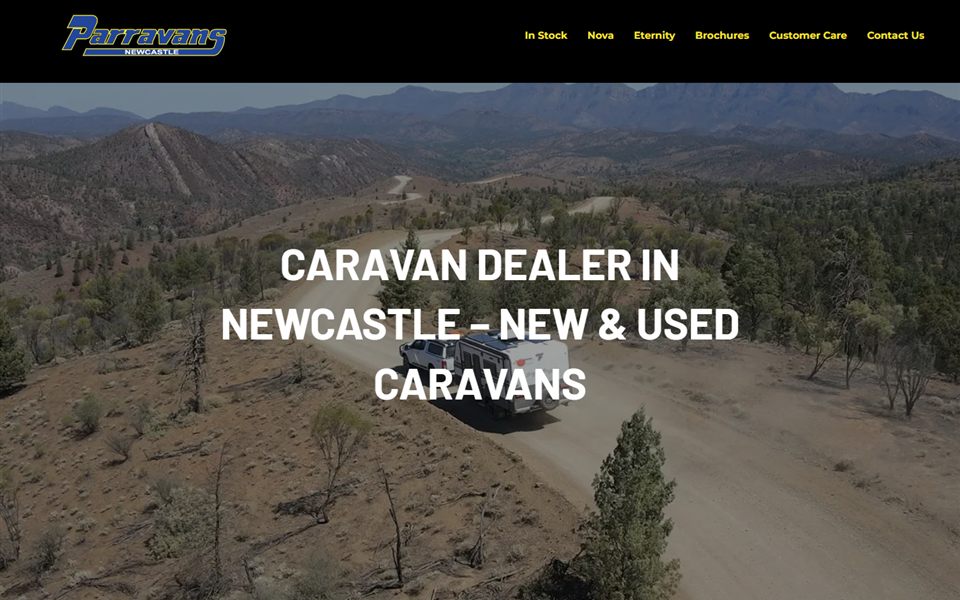 Parravans
NEWCASTLE
In Stock
Nova
Eternity
Brochures
Customer Care
Contact Us
CARAVAN DEALER IN
NEWCASTLE – NEW & USED
CARAVANS